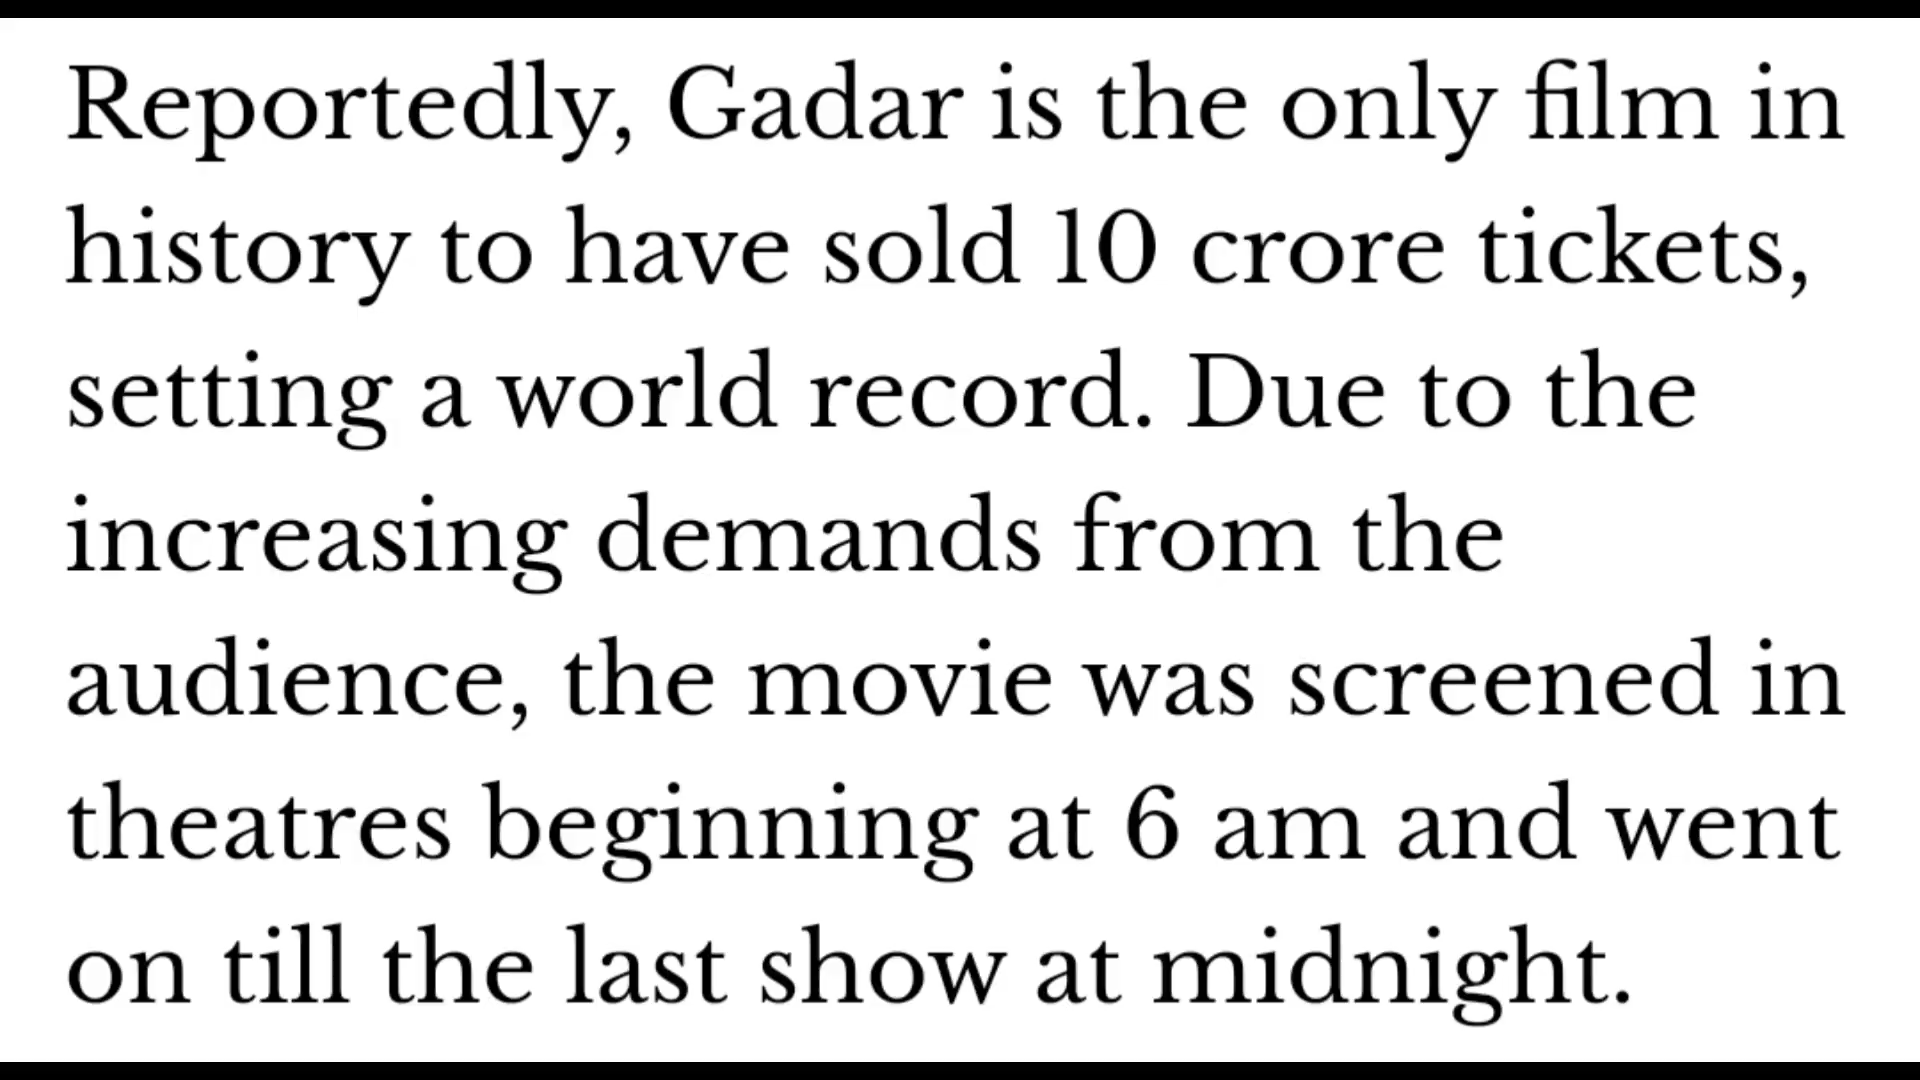 Reportedly, Gadar is the only film in
history to have sold 10 crore tickets,
setting a world record. Due to the
increasing demands from the
audience, the movie was screened in
theatres beginning at 6 am and went
on till the last show at midnight.